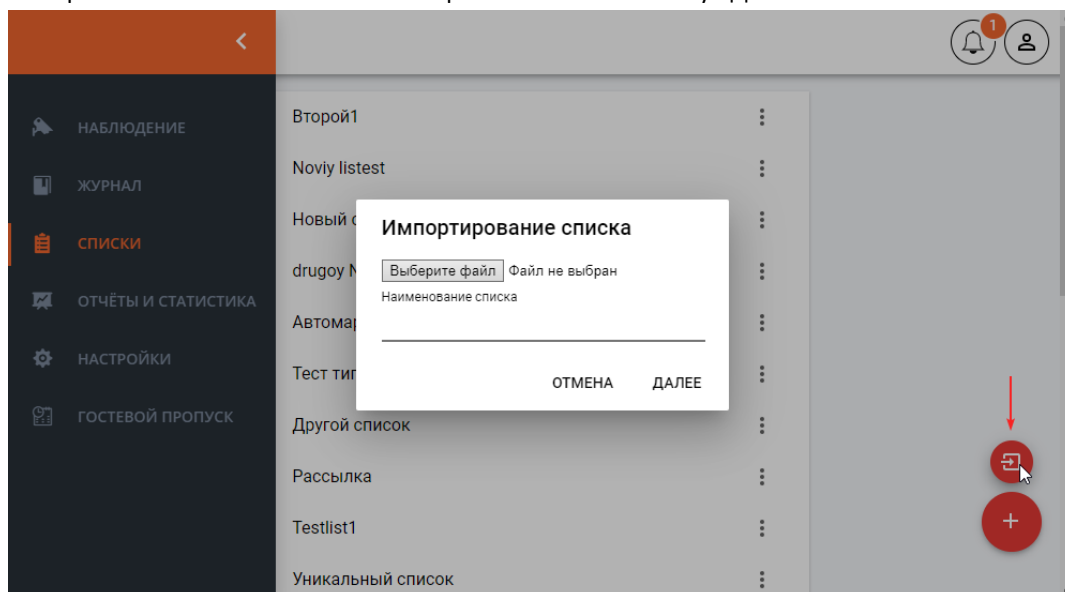 1
НАБЛЮДЕНИЕ
ЖУРНАЛ
СПИСКИ
ОТЧЁТЫ И СТАТИСТИКА
НАСТРОЙКИ
ГОСТЕВОЙ ПРОПУСК
Второй1
Noviy listest
Новый
drugoy
Автомар
Тест тип
Другой список
Рассылка
Testlist1
Уникальный список
Импортирование списка
Выберите файл Файл не выбран
Наименование списка
ОТМЕНА ДАЛЕЕ